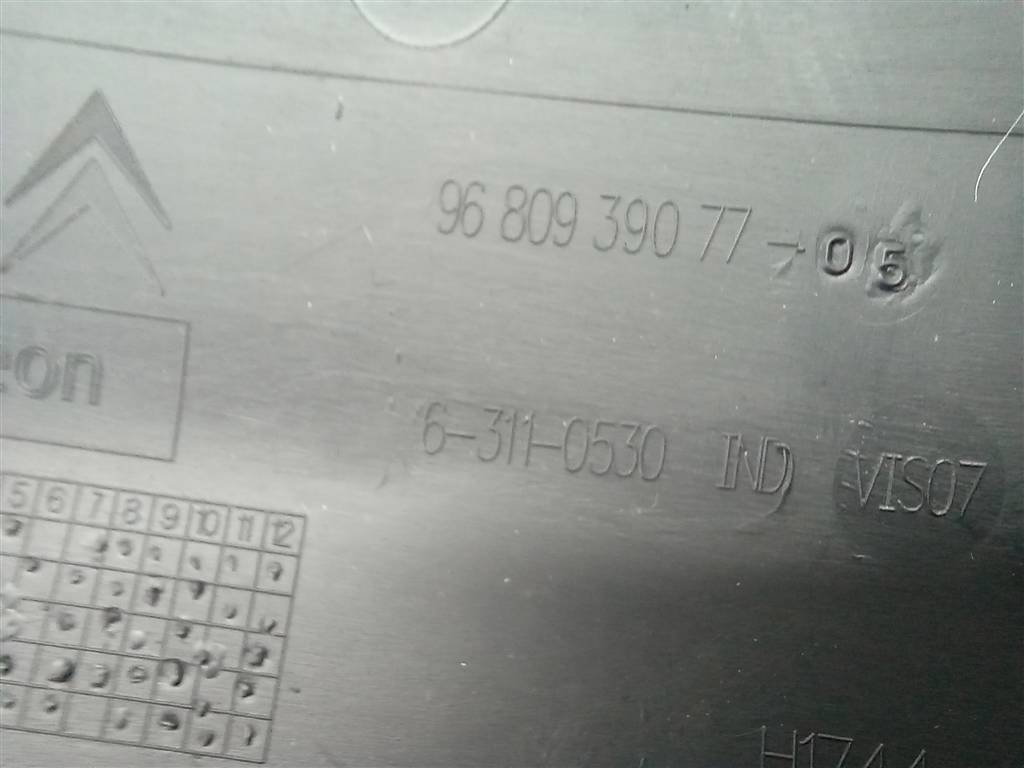 96 809 390 77 - 05
eon
6-311-0530 IND VIS07
5 6 7 8 9 10 11 12
H1744